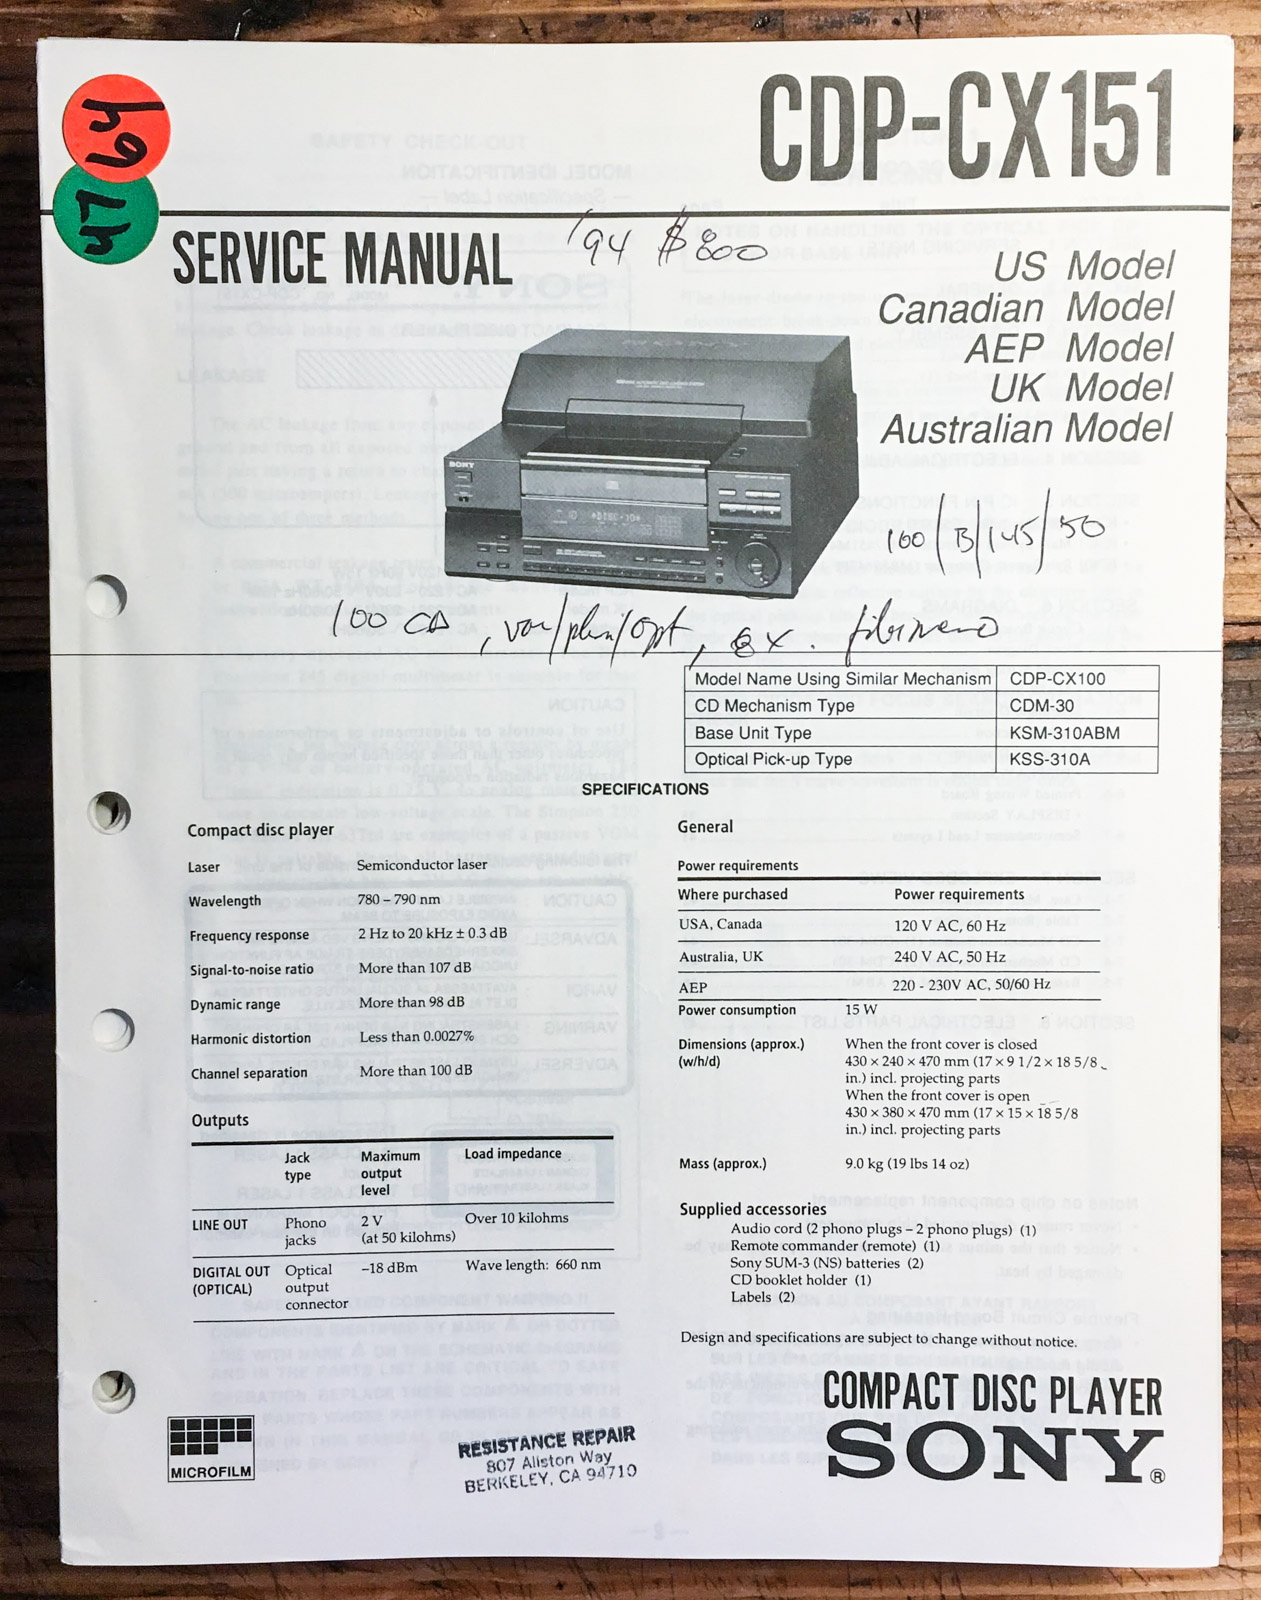 h9
47
CDP-CX151
SERVICE MANUAL
'94 $800
US Model
Canadian Model
AEP Model
UK Model
Australian Model
SONY
100/B/145/50
100 CD, var/phn/opt, 8x.
Model Name Using Similar Mechanism CDP-CX100
CD Mechanism Type CDM-30
Base Unit Type KSM-310ABM
Optical Pick-up Type KSS-310A
SPECIFICATIONS
Compact disc player
Laser Semiconductor laser
Wavelength 780 – 790 nm
Frequency response 2 Hz to 20 kHz ± 0.3 dB
Signal-to-noise ratio More than 107 dB
Dynamic range More than 98 dB
Harmonic distortion Less than 0.0027%
Channel separation More than 100 dB
Outputs
Jack type Maximum output level Load impedance
LINE OUT Phono jacks 2 V (at 50 kilohms) Over 10 kilohms
DIGITAL OUT (OPTICAL) Optical output connector –18 dBm Wave length: 660 nm
General
Power requirements
Where purchased Power requirements
USA, Canada 120 V AC, 60 Hz
Australia, UK 240 V AC, 50 Hz
AEP 220 - 230V AC, 50/60 Hz
Power consumption 15 W
Dimensions (approx.) When the front cover is closed
(w/h/d) 430 × 240 × 470 mm (17 × 9 1/2 × 18 5/8
in.) incl. projecting parts
When the front cover is open
430 × 380 × 470 mm (17 × 15 × 18 5/8
in.) incl. projecting parts
Mass (approx.) 9.0 kg (19 lbs 14 oz)
Supplied accessories
Audio cord (2 phono plugs – 2 phono plugs) (1)
Remote commander (remote) (1)
Sony SUM-3 (NS) batteries (2)
CD booklet holder (1)
Labels (2)
Design and specifications are subject to change without notice.
MICROFILM
RESISTANCE REPAIR
807 Allston Way
BERKELEY, CA 94710
COMPACT DISC PLAYER
SONY®